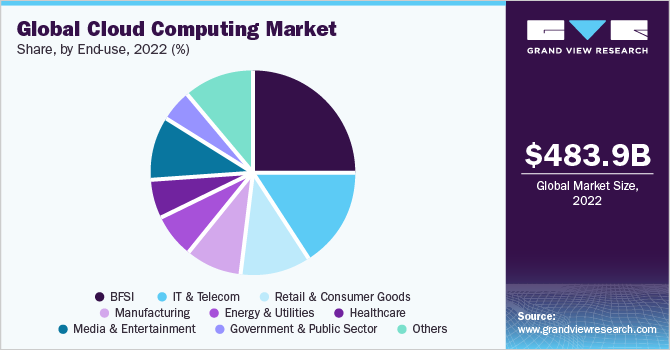 Global Cloud Computing Market
Share, by End-use, 2022 (%)
BFSI IT & Telecom Retail & Consumer Goods
Manufacturing Energy & Utilities Healthcare
Media & Entertainment Government & Public Sector Others
GVR
GRAND VIEW RESEARCH
$483.9B
Global Market Size,
2022
Source:
www.grandviewresearch.com